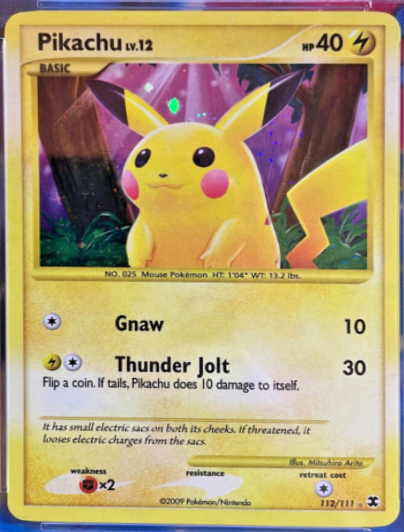 Pikachu LV.12 HP 40
BASIC
NO. 025 Mouse Pokémon HT: 1'04" WT: 13.2 lbs.
Gnaw 10
Thunder Jolt 30
Flip a coin. If tails, Pikachu does 10 damage to itself.
It has small electric sacs on both its cheeks. If threatened, it
looses electric charges from the sacs.
Illus. Mitsuhiro Arita
weakness resistance retreat cost
×2
©2009 Pokémon/Nintendo 112/111